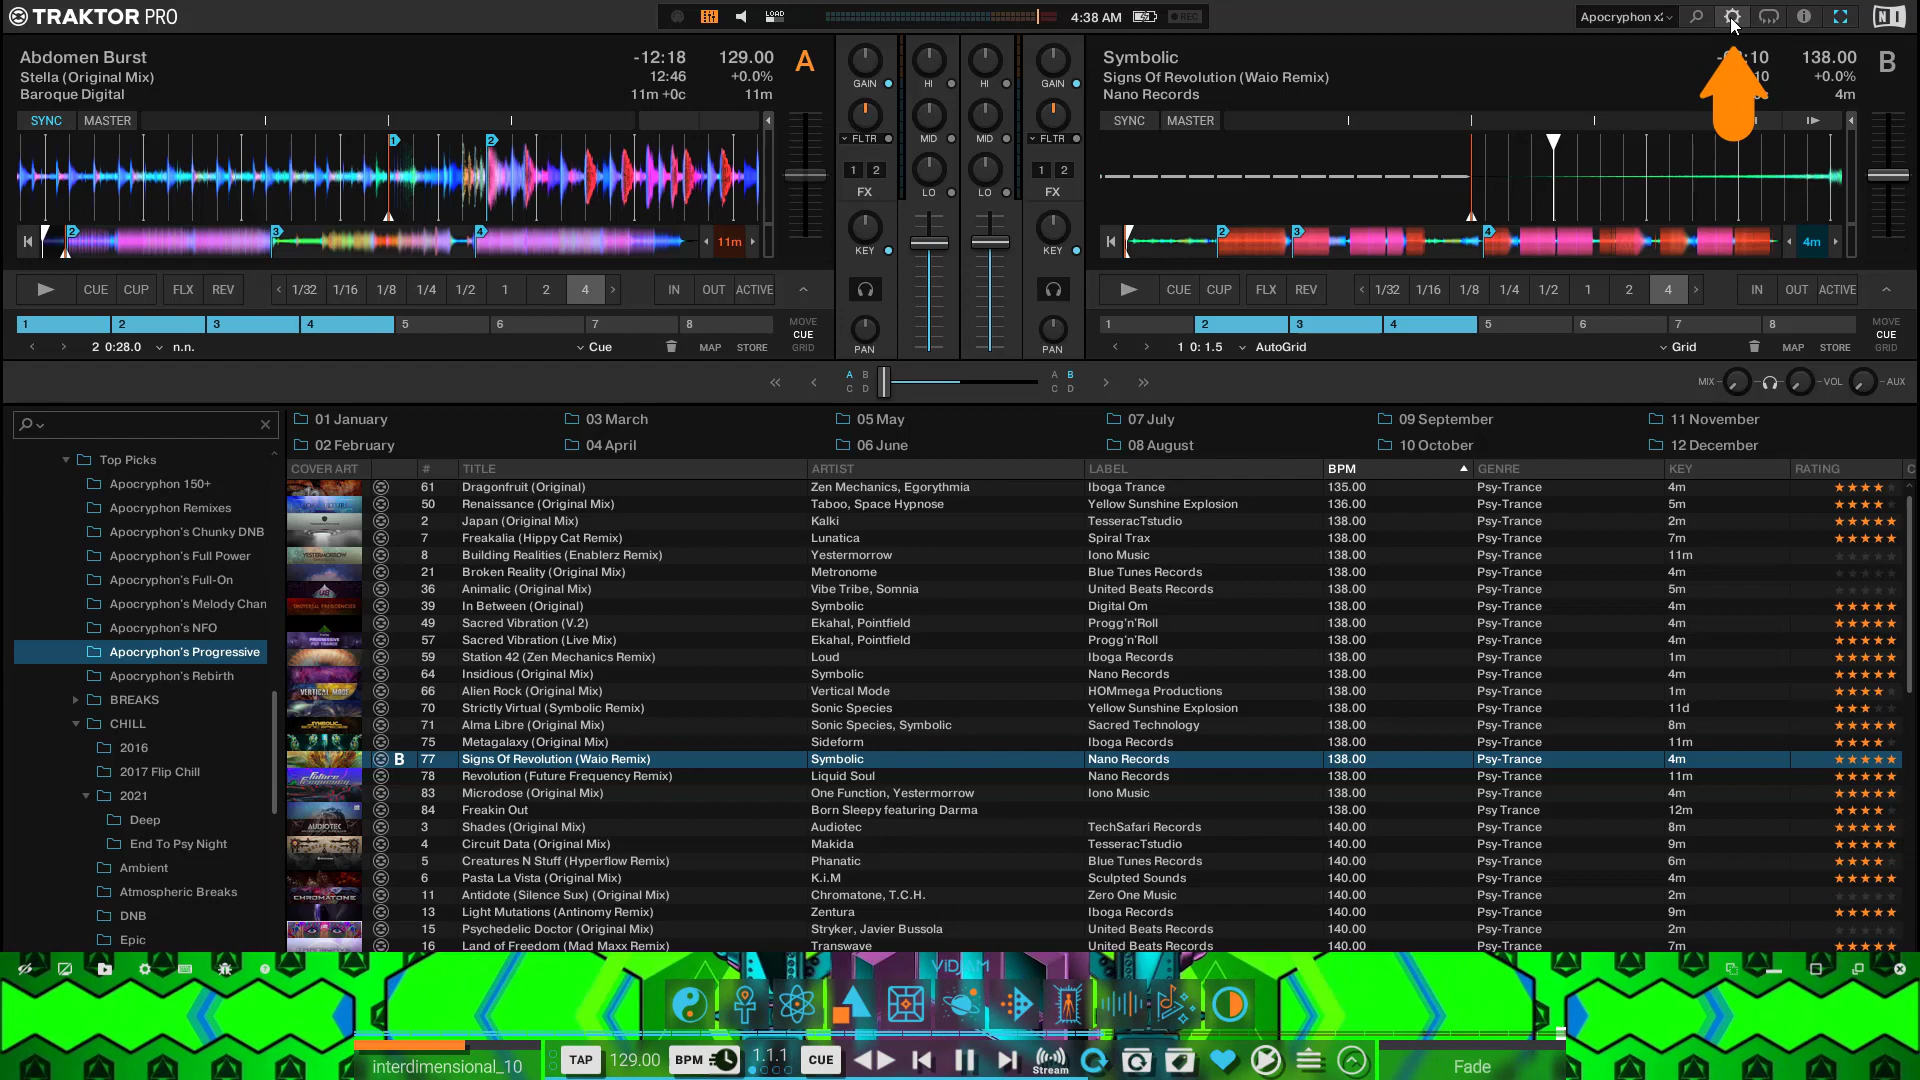 TRAKTOR PRO
LOAD
4:38 AM
REC
Apocryphon x2
Abdomen Burst
-12:18
129.00
A
Stella (Original Mix)
12:46
+0.0%
Baroque Digital
11m +0c
11m
SYNC
MASTER
1
2
2
3
4
11m
CUE CUP FLX REV
1/32 1/16 1/8 1/4 1/2 1 2 4
IN OUT ACTIVE
1 2 3 4 5 6 7 8
MOVE
CUE
GRID
2 0:28.0
n.n.
Cue
MAP STORE
GAIN HI HI GAIN
FLTR MID MID FLTR
1 2 1 2
FX LO LO FX
KEY KEY
PAN PAN
Symbolic
138.00
B
Signs Of Revolution (Waio Remix)
+0.0%
Nano Records
4m
SYNC
MASTER
2
3
4
4m
CUE CUP FLX REV
1/32 1/16 1/8 1/4 1/2 1 2 4
IN OUT ACTIVE
1 2 3 4 5 6 7 8
MOVE
CUE
GRID
1 0: 1.5
AutoGrid
Grid
MAP STORE
A B
C D
A B
C D
MIX VOL AUX
01 January
03 March
05 May
07 July
09 September
11 November
02 February
04 April
06 June
08 August
10 October
12 December
Top Picks
Apocryphon 150+
Apocryphon Remixes
Apocryphon's Chunky DNB
Apocryphon's Full Power
Apocryphon's Full-On
Apocryphon's Melody Chan
Apocryphon's NFO
Apocryphon's Progressive
Apocryphon's Rebirth
BREAKS
CHILL
2016
2017 Flip Chill
2021
Deep
End To Psy Night
Ambient
Atmospheric Breaks
DNB
Epic
COVER ART # TITLE ARTIST LABEL BPM GENRE KEY RATING C
61 Dragonfruit (Original) Zen Mechanics, Egorythmia Iboga Trance 135.00 Psy-Trance 4m
50 Renaissance (Original Mix) Taboo, Space Hypnose Yellow Sunshine Explosion 136.00 Psy-Trance 5m
2 Japan (Original Mix) Kalki TesseracTstudio 138.00 Psy-Trance 2m
7 Freakalia (Hippy Cat Remix) Lunatica Spiral Trax 138.00 Psy-Trance 7m
8 Building Realities (Enablerz Remix) Yestermorrow Iono Music 138.00 Psy-Trance 11m
21 Broken Reality (Original Mix) Metronome Blue Tunes Records 138.00 Psy-Trance 4m
36 Animalic (Original Mix) Vibe Tribe, Somnia United Beats Records 138.00 Psy-Trance 5m
39 In Between (Original) Symbolic Digital Om 138.00 Psy-Trance 4m
49 Sacred Vibration (V.2) Ekahal, Pointfield Progg'n'Roll 138.00 Psy-Trance 4m
57 Sacred Vibration (Live Mix) Ekahal, Pointfield Progg'n'Roll 138.00 Psy-Trance 4m
59 Station 42 (Zen Mechanics Remix) Loud Iboga Records 138.00 Psy-Trance 1m
64 Insidious (Original Mix) Symbolic Nano Records 138.00 Psy-Trance 4m
66 Alien Rock (Original Mix) Vertical Mode HOMmega Productions 138.00 Psy-Trance 1m
70 Strictly Virtual (Symbolic Remix) Sonic Species Yellow Sunshine Explosion 138.00 Psy-Trance 11d
71 Alma Libre (Original Mix) Sonic Species, Symbolic Sacred Technology 138.00 Psy-Trance 8m
75 Metagalaxy (Original Mix) Sideform Iboga Records 138.00 Psy-Trance 11m
B 77 Signs Of Revolution (Waio Remix) Symbolic Nano Records 138.00 Psy-Trance 4m
78 Revolution (Future Frequency Remix) Liquid Soul Nano Records 138.00 Psy-Trance 11m
83 Microdose (Original Mix) One Function, Yestermorrow Iono Music 138.00 Psy-Trance 4m
84 Freakin Out Born Sleepy featuring Darma 138.00 Psy Trance 12m
3 Shades (Original Mix) Audiotec TechSafari Records 140.00 Psy-Trance 8m
4 Circuit Data (Original Mix) Makida TesseracTstudio 140.00 Psy-Trance 9m
5 Creatures N Stuff (Hyperflow Remix) Phanatic Blue Tunes Records 140.00 Psy-Trance 6m
6 Pasta La Vista (Original Mix) K.i.M Sculpted Sounds 140.00 Psy-Trance 4m
11 Antidote (Silence Sux) (Original Mix) Chromatone, T.C.H. Zero One Music 140.00 Psy-Trance 2m
13 Light Mutations (Antinomy Remix) Zentura Iboga Records 140.00 Psy-Trance 9m
15 Psychedelic Doctor (Original Mix) Stryker, Javier Bussola United Beats Records 140.00 Psy-Trance 2m
16 Land of Freedom (Mad Maxx Remix) Transwave United Beats Records 140.00 Psy-Trance 7m
VERTICAL MODE
AUDIOTEC
CHROMATONE
ViDJAM
interdimensional_10
TAP 129.00 BPM 1.1.1 CUE
Stream
Fade